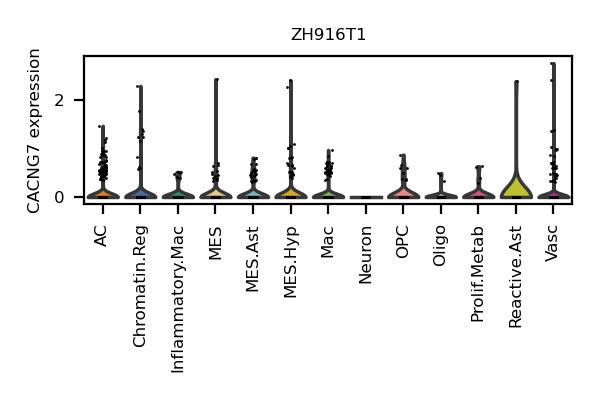 ZH916T1
CACNG7 expression
2
0
AC
Chromatin.Reg
Inflammatory.Mac
MES
MES.Ast
MES.Hyp
Mac
Neuron
OPC
Oligo
Prolif.Metab
Reactive.Ast
Vasc